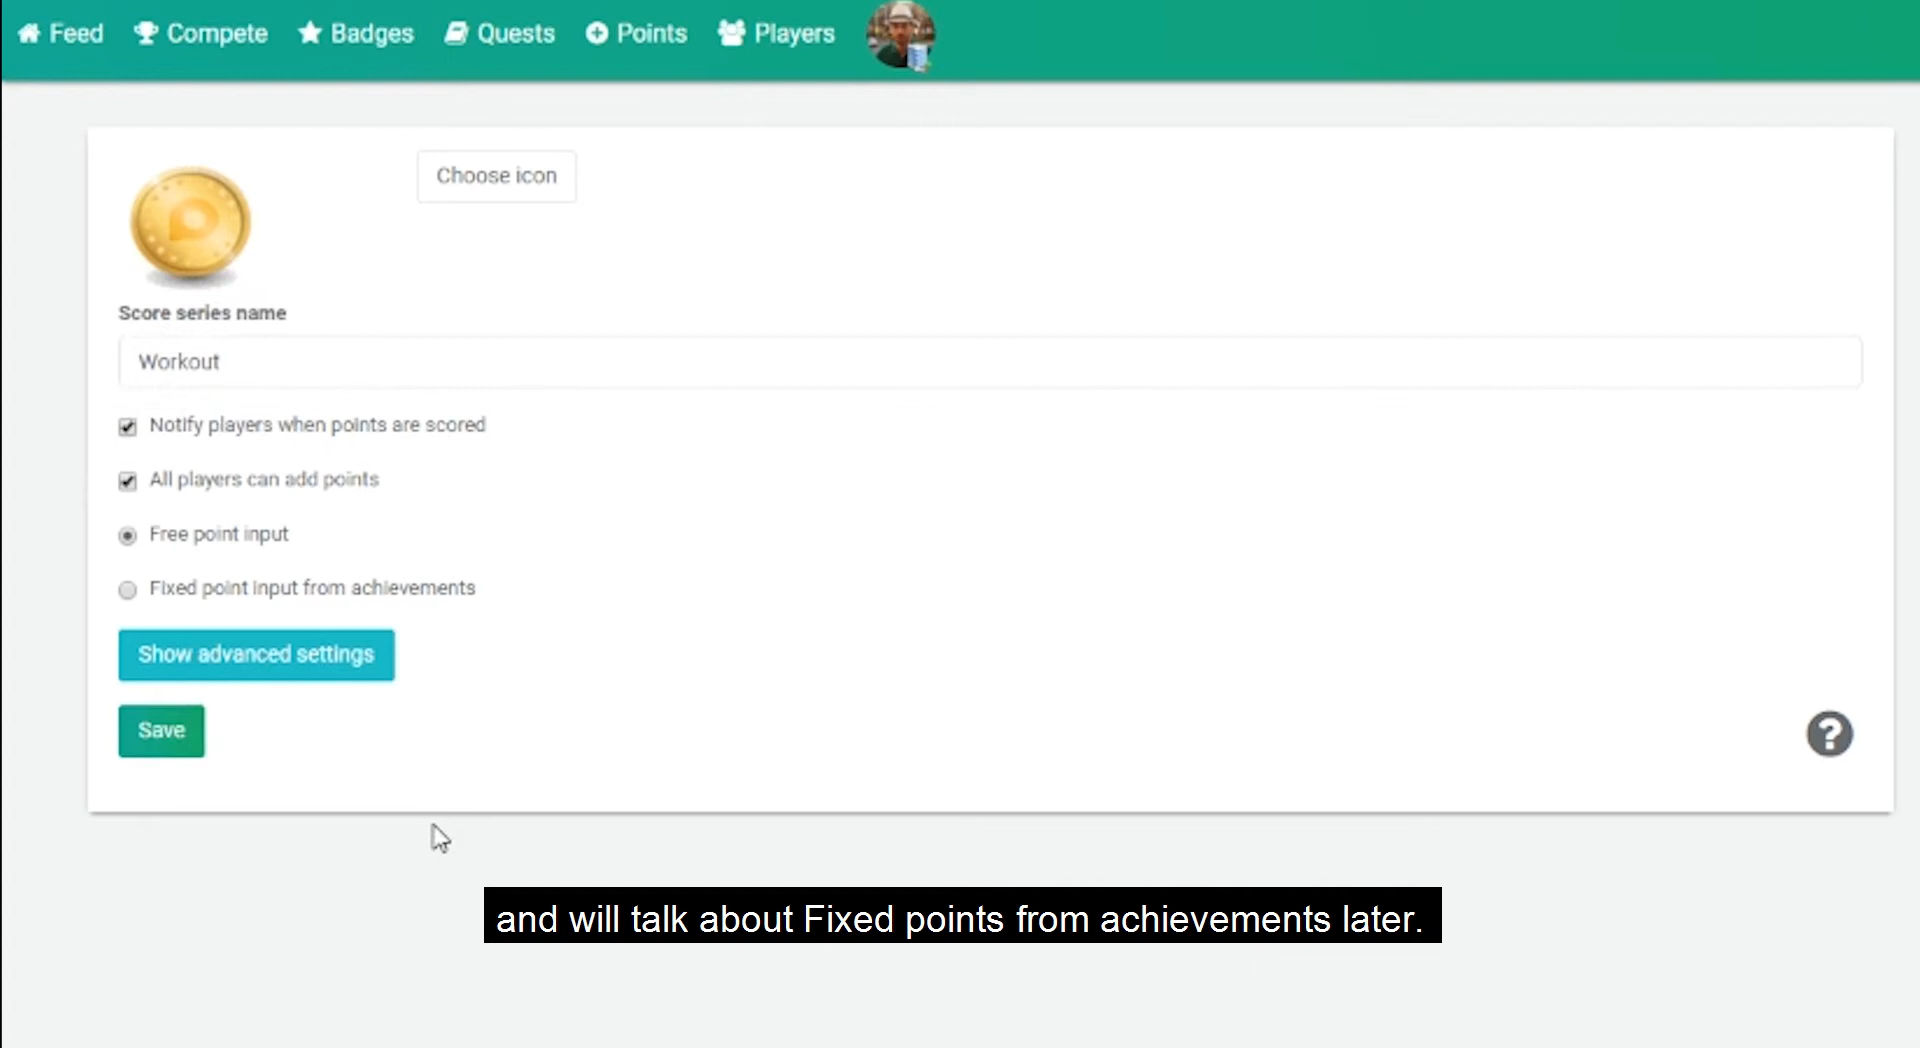 Feed Compete Badges Quests Points Players
Choose icon
Score series name
Workout
Notify players when points are scored
All players can add points
Free point input
Fixed point input from achievements
Show advanced settings
Save
?
and will talk about Fixed points from achievements later.